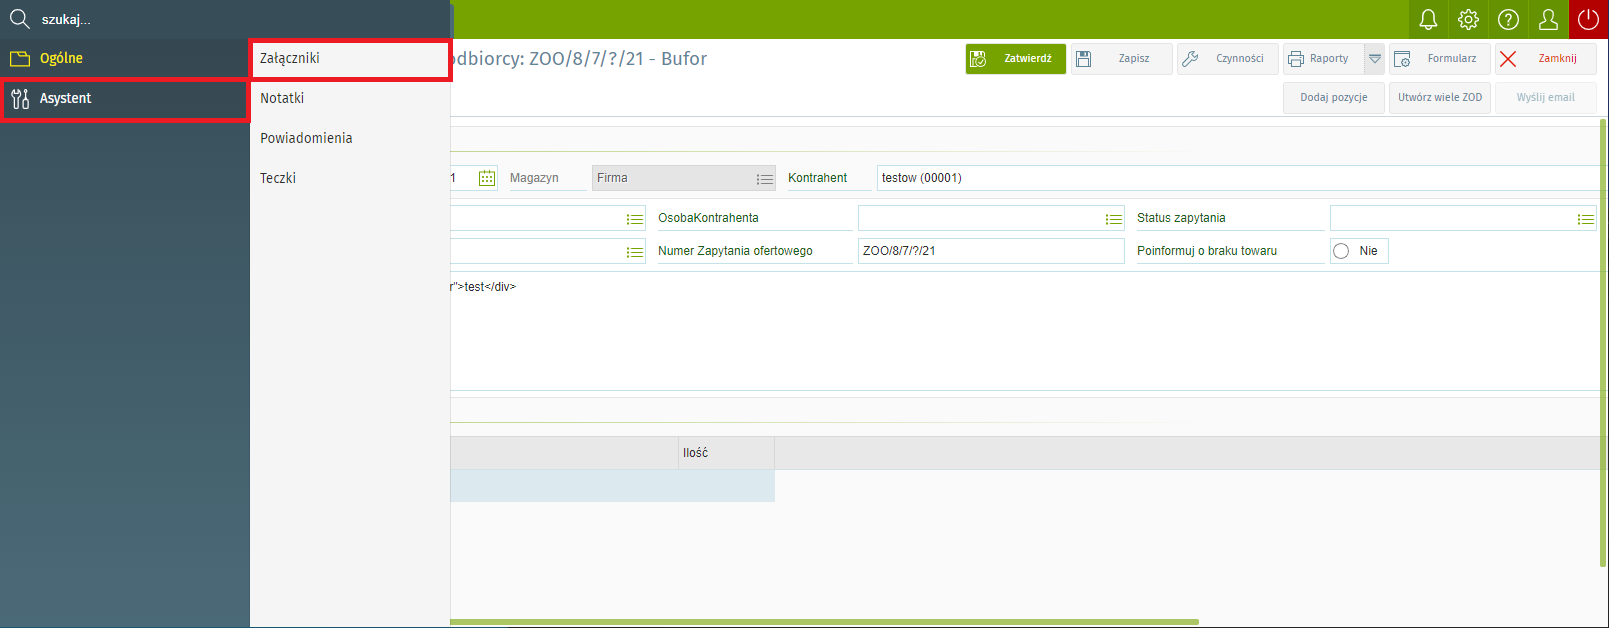 szukaj...
Ogólne
Asystent
Załączniki
Notatki
Powiadomienia
Teczki
dbiorcy: ZOO/8/7/?/21 - Bufor
Zatwierdź
Zapisz
Czynności
Raporty
Formularz
Zamknij
Dodaj pozycje
Utwórz wiele ZOD
Wyślij email
1
Magazyn
Firma
Kontrahent
testow (00001)
OsobaKontrahenta
Status zapytania
Numer Zapytania ofertowego
ZOO/8/7/?/21
Poinformuj o braku towaru
Nie
r">test</div>
Ilość